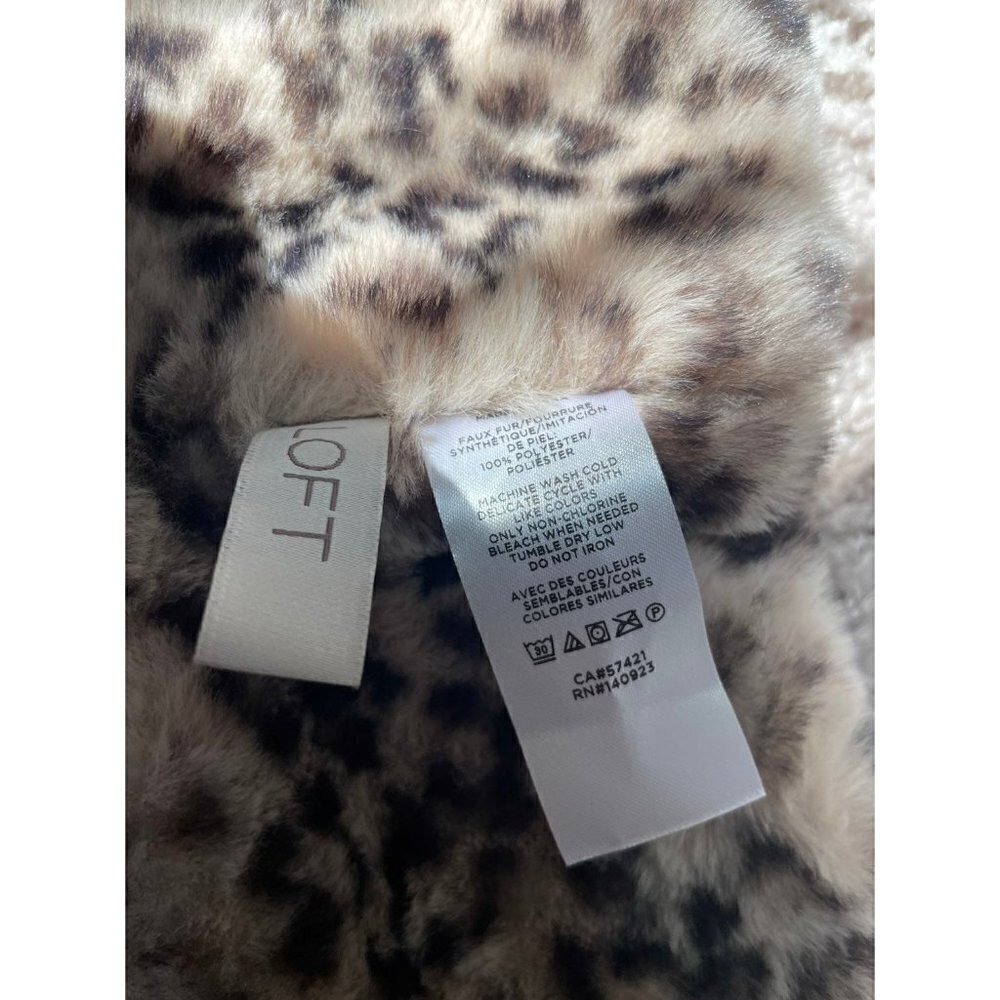 LOFT
FAUX FUR/FOURRURE
SYNTHÉTIQUE/IMITACIÓN
DE PIEL:
100% POLYESTER/
POLIÉSTER
MACHINE WASH COLD
DELICATE CYCLE WITH
LIKE COLORS
ONLY NON-CHLORINE
BLEACH WHEN NEEDED
TUMBLE DRY LOW
DO NOT IRON
AVEC DES COULEURS
SEMBLABLES/CON
COLORES SIMILARES
30 P
CA#57421
RN#140923